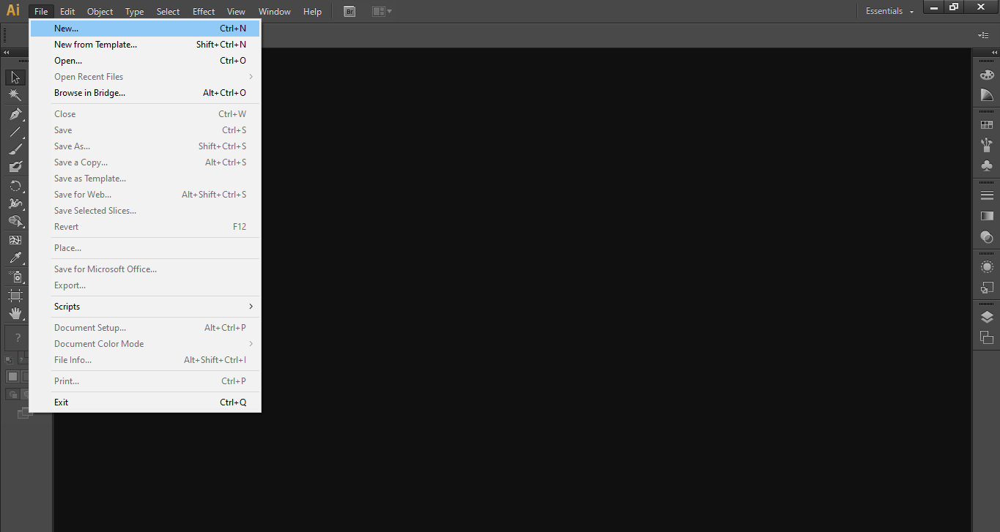 Ai File Edit Object Type Select Effect View Window Help Br Essentials
New... Ctrl+N
New from Template... Shift+Ctrl+N
Open... Ctrl+O
Open Recent Files
Browse in Bridge... Alt+Ctrl+O
Close Ctrl+W
Save Ctrl+S
Save As... Shift+Ctrl+S
Save a Copy... Alt+Ctrl+S
Save as Template...
Save for Web... Alt+Shift+Ctrl+S
Save Selected Slices...
Revert F12
Place...
Save for Microsoft Office...
Export...
Scripts
Document Setup... Alt+Ctrl+P
Document Color Mode
File Info... Alt+Shift+Ctrl+I
Print... Ctrl+P
Exit Ctrl+Q